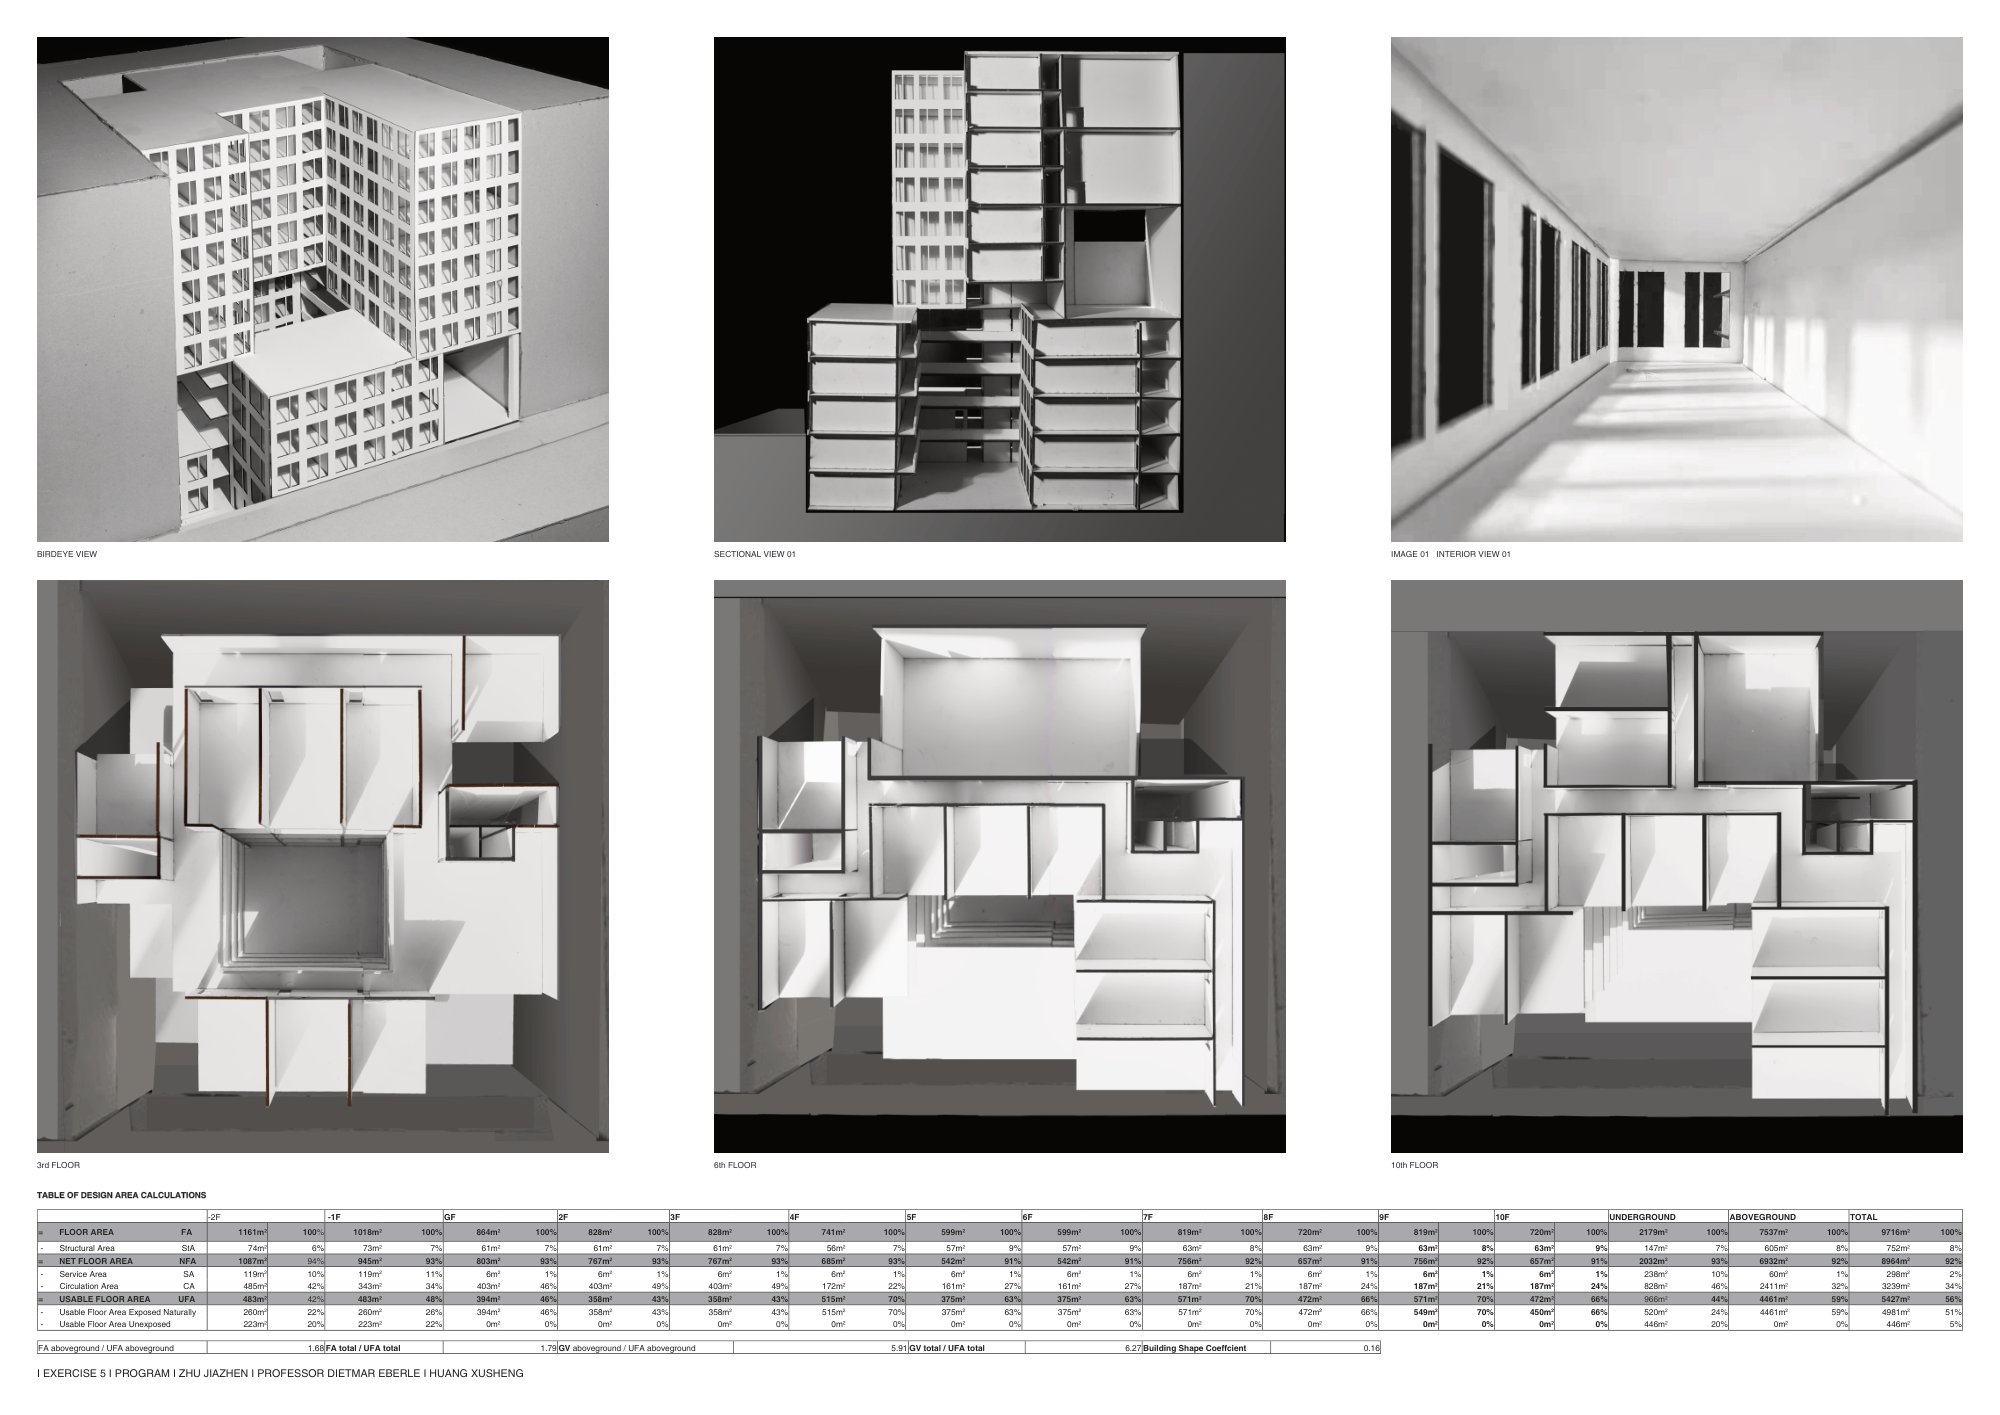 BIRDEYE VIEW
SECTIONAL VIEW 01
IMAGE 01 INTERIOR VIEW 01
3rd FLOOR
6th FLOOR
10th FLOOR
TABLE OF DESIGN AREA CALCULATIONS
-2F -1F GF 2F 3F 4F 5F 6F 7F 8F 9F 10F UNDERGROUND ABOVEGROUND TOTAL
= FLOOR AREA FA 1161m² 100% 1018m² 100% 864m² 100% 828m² 100% 828m² 100% 741m² 100% 599m² 100% 599m² 100% 819m² 100% 720m² 100% 819m² 100% 720m² 100% 2179m² 100% 7537m² 100% 9716m² 100%
- Structural Area StA 74m² 6% 73m² 7% 61m² 7% 61m² 7% 61m² 7% 56m² 7% 57m² 9% 57m² 9% 63m² 8% 63m² 9% 63m² 8% 63m² 9% 147m² 7% 605m² 8% 752m² 8%
= NET FLOOR AREA NFA 1087m² 94% 945m² 93% 803m² 93% 767m² 93% 767m² 93% 685m² 93% 542m² 91% 542m² 91% 756m² 92% 657m² 91% 756m² 92% 657m² 91% 2032m² 93% 6932m² 92% 8964m² 92%
- Service Area SA 119m² 10% 119m² 11% 6m² 1% 6m² 1% 6m² 1% 6m² 1% 6m² 1% 6m² 1% 6m² 1% 6m² 1% 6m² 1% 6m² 1% 238m² 10% 60m² 1% 298m² 2%
- Circulation Area CA 485m² 42% 343m² 34% 403m² 46% 403m² 49% 403m² 49% 172m² 22% 161m² 27% 161m² 27% 187m² 21% 187m² 24% 187m² 21% 187m² 24% 828m² 46% 2411m² 32% 3239m² 34%
= USABLE FLOOR AREA UFA 483m² 42% 483m² 48% 394m² 46% 358m² 43% 358m² 43% 515m² 70% 375m² 63% 375m² 63% 571m² 70% 472m² 66% 571m² 70% 472m² 66% 966m² 44% 4461m² 59% 5427m² 56%
- Usable Floor Area Exposed Naturally 260m² 22% 260m² 26% 394m² 46% 358m² 43% 358m² 43% 515m² 70% 375m² 63% 375m² 63% 571m² 70% 472m² 66% 549m² 70% 450m² 66% 520m² 24% 4461m² 59% 4981m² 51%
- Usable Floor Area Unexposed 223m² 20% 223m² 22% 0m² 0% 0m² 0% 0m² 0% 0m² 0% 0m² 0% 0m² 0% 0m² 0% 0m² 0% 0m² 0% 0m² 0% 446m² 20% 0m² 0% 446m² 5%
FA aboveground / UFA aboveground 1.68 FA total / UFA total 1.79 GV aboveground / UFA aboveground 5.91 GV total / UFA total 6.27 Building Shape Coeffcient 0.16
I EXERCISE 5 I PROGRAM I ZHU JIAZHEN I PROFESSOR DIETMAR EBERLE I HUANG XUSHENG